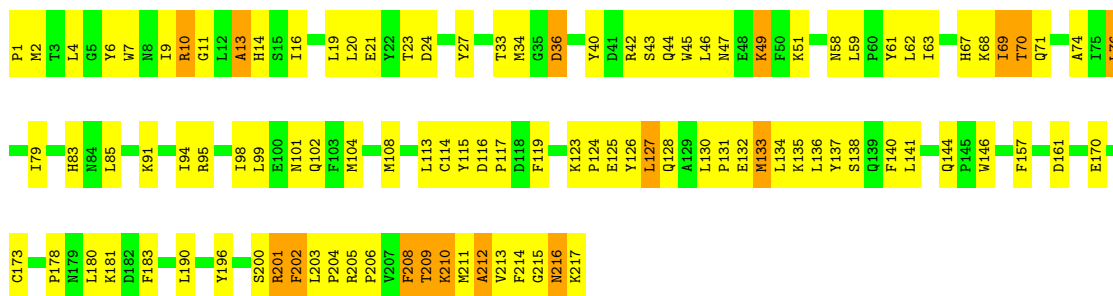 P1 M2 T3 L4 G5 Y6 W7 N8 I9 R10 G11 L12 A13 H14 S15 I16 L19 L20 E21 Y22 T23 D24 Y27 T33 M34 G35 D36 Y40 D41 R42 S43 Q44 W45 L46 N47 E48 K49 F50 K51 N58 L59 P60 Y61 L62 I63 H67 K68 I69 T70 Q71 A74 I75
I79 H83 N84 L85 K91 I94 R95 I98 L99 E100 N101 Q102 F103 M104 M108 L113 C114 Y115 D116 P117 D118 F119 K123 P124 E125 Y126 L127 Q128 A129 L130 P131 E132 M133 L134 K135 L136 Y137 S138 Q139 F140 L141 Q144 P145 W146 F157 D161 E170
C173 P178 N179 L180 K181 D182 F183 L190 Y196 S200 R201 F202 L203 P204 R205 P206 V207 F208 T209 K210 M211 A212 V213 F214 G215 N216 K217